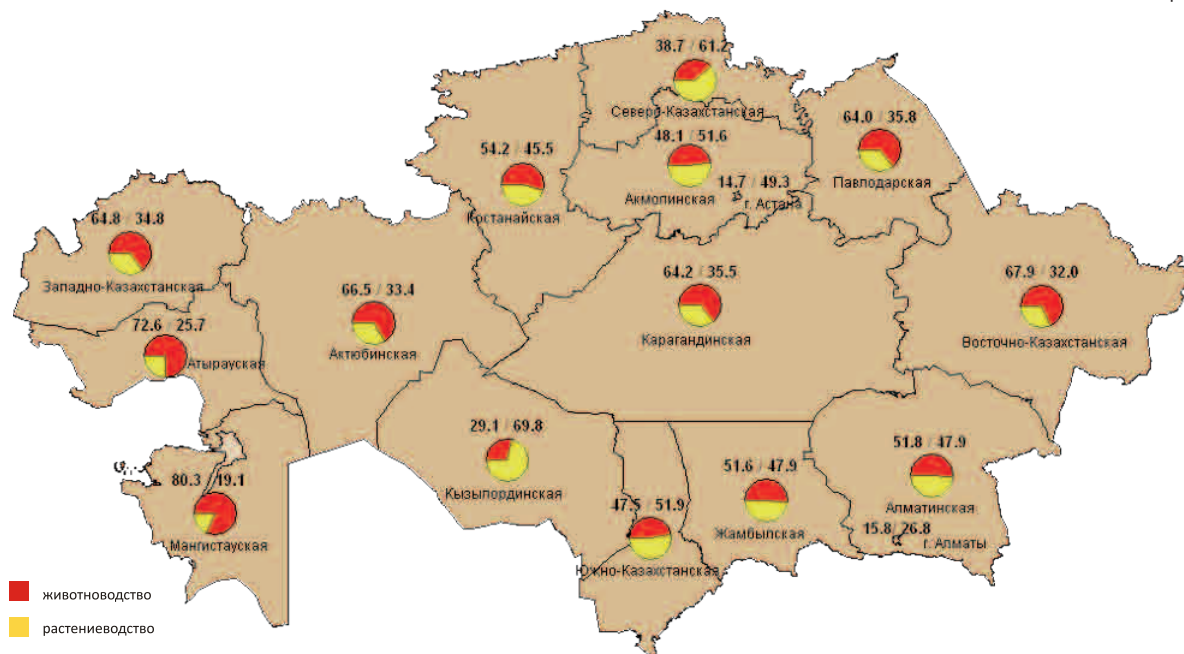 38.7 / 61.2
Северо-Казахстанская
64.0 / 35.8
Павлодарская
54.2 / 45.5
Костанайская
48.1 / 51.6
Акмолинская
14.7 / 49.3
г. Астана
64.8 / 34.8
Западно-Казахстанская
66.5 / 33.4
Актюбинская
64.2 / 35.5
Карагандинская
67.9 / 32.0
Восточно-Казахстанская
72.6 / 25.7
Атырауская
29.1 / 69.8
Кызылординская
51.8 / 47.9
Алматинская
51.6 / 47.9
Жамбылская
80.3 / 19.1
Мангистауская
47.5 / 51.9
Южно-Казахстанская
15.8 / 26.8
г. Алматы
животноводство
растениеводство